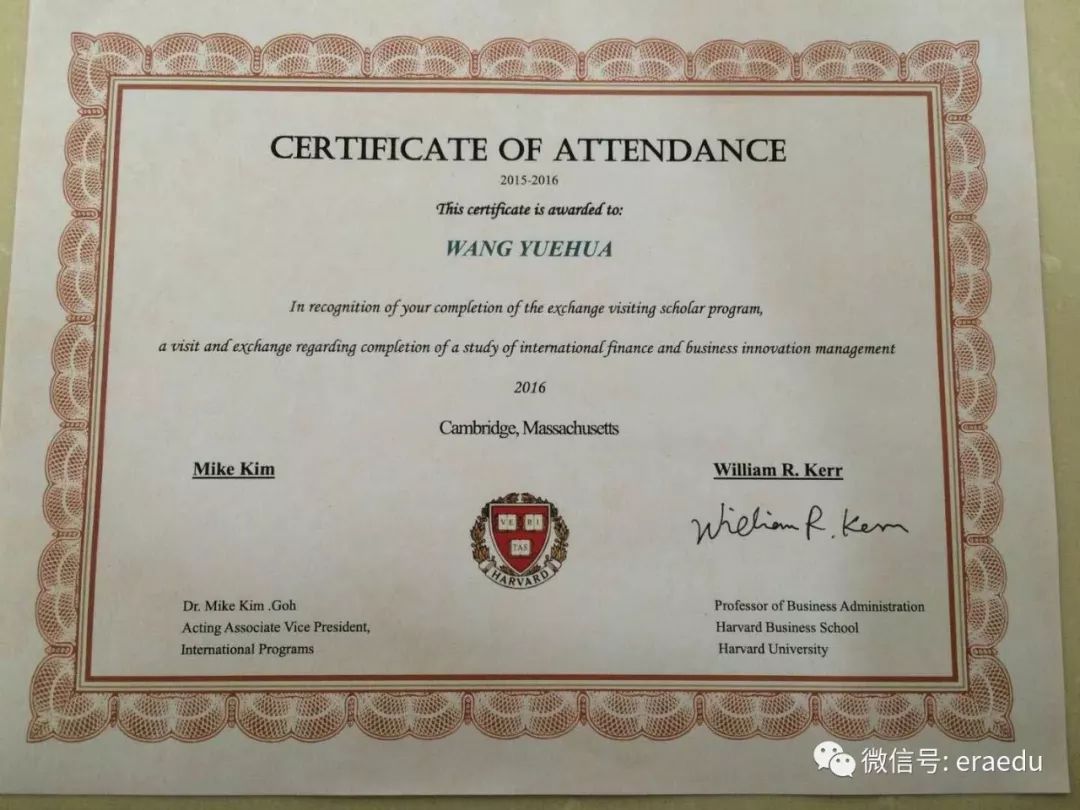 CERTIFICATE OF ATTENDANCE
2015-2016
This certificate is awarded to:
WANG YUEHUA
In recognition of your completion of the exchange visiting scholar program,
a visit and exchange regarding completion of a study of international finance and business innovation management
2016
Cambridge, Massachusetts
Mike Kim
William R. Kerr
William R. Kerr
VE RI
TAS
HARVARD
Dr. Mike Kim .Goh
Acting Associate Vice President,
International Programs
Professor of Business Administration
Harvard Business School
Harvard University
微信号: eraedu